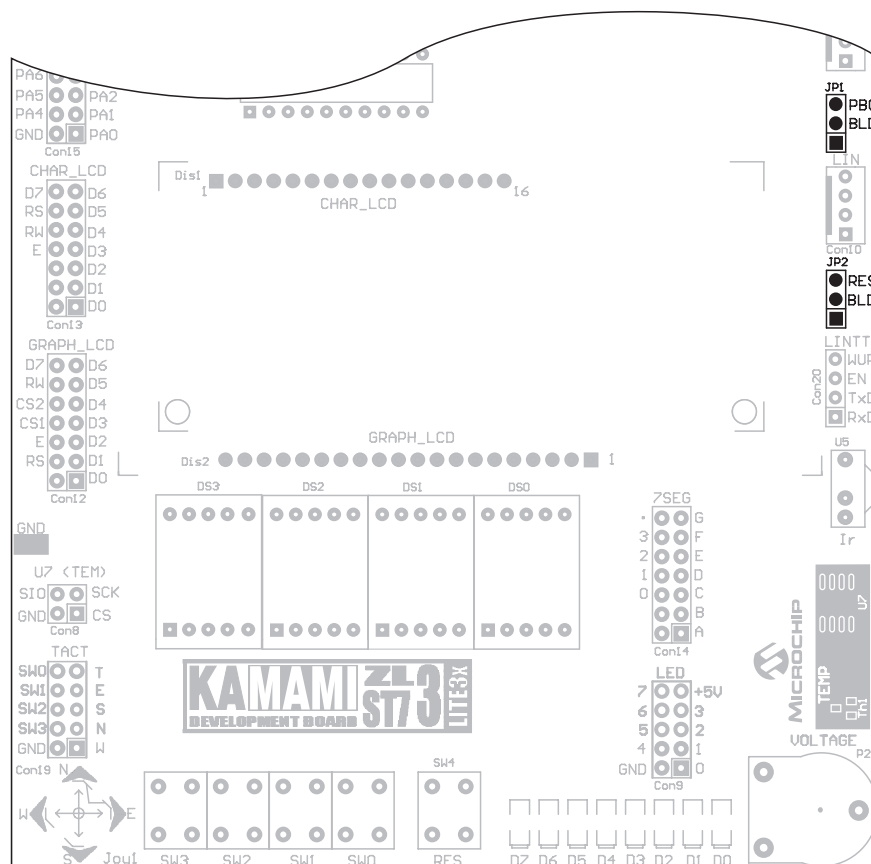 PA6
PA5 PA2
PA4 PA1
GND PA0
Con15
JP1
PB0
BLD
LIN
Con10
JP2
RES
BLD
LINTT
WUP
EN
TxD
RxD
Con20
CHAR_LCD
D7 D6
RS D5
RW D4
E D3
D2
D1
D0
Con13
Dis1
1 16
CHAR_LCD
GRAPH_LCD
D7 D6
RW D5
CS2 D4
CS1 D3
E D2
RS D1
D0
Con12
GRAPH_LCD
Dis2 1
DS3 DS2 DS1 DS0
U5
Ir
GND
U7 (TEM)
SIO SCK
GND CS
Con8
7SEG
. G
3 F
2 E
1 D
0 C
B
A
Con14
TACT
SW0 T
SW1 E
SW2 S
SW3 N
GND W
Con19
KAMAMI ZL3ST7
DEVELOPMENT BOARD
LITE3x
LED
7 +5V
6 3
5 2
4 1
GND 0
Con9
MICROCHIP
TEMP
U7
Tn1
VOLTAGE
P2
N
W E
S
Joy1
SW3 SW2 SW1 SW0
SW4
RES
D7 D6 D5 D4 D3 D2 D1 D0